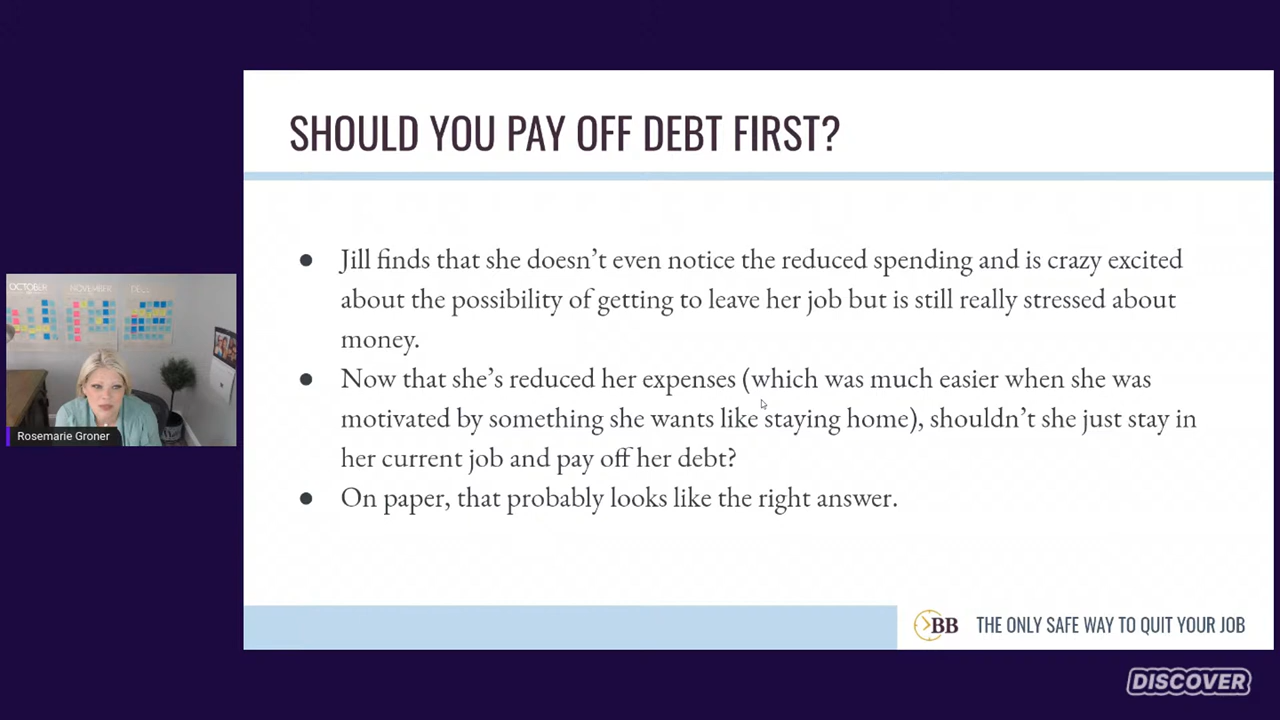 SHOULD YOU PAY OFF DEBT FIRST?
● Jill finds that she doesn’t even notice the reduced spending and is crazy excited
about the possibility of getting to leave her job but is still really stressed about
money.
● Now that she’s reduced her expenses (which was much easier when she was
motivated by something she wants like staying home), shouldn’t she just stay in
her current job and pay off her debt?
● On paper, that probably looks like the right answer.
OCTOBER
NOVEMBER
DEC
Rosemarie Groner
BB
THE ONLY SAFE WAY TO QUIT YOUR JOB
DISCOVER